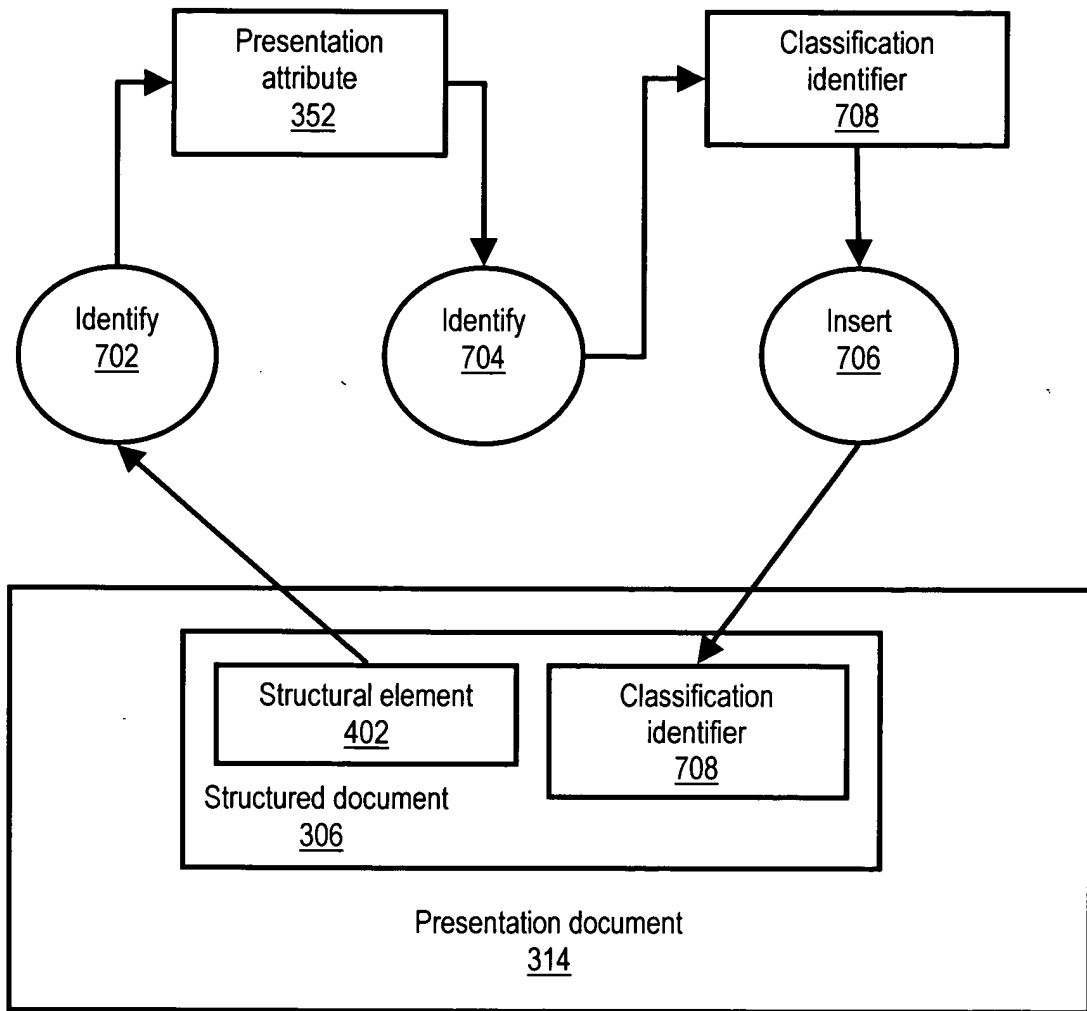 Presentation
attribute
352
Classification
identifier
708
Identify
702
Identify
704
Insert
706
Structural element
402
Classification
identifier
708
Structured document
306
Presentation document
314